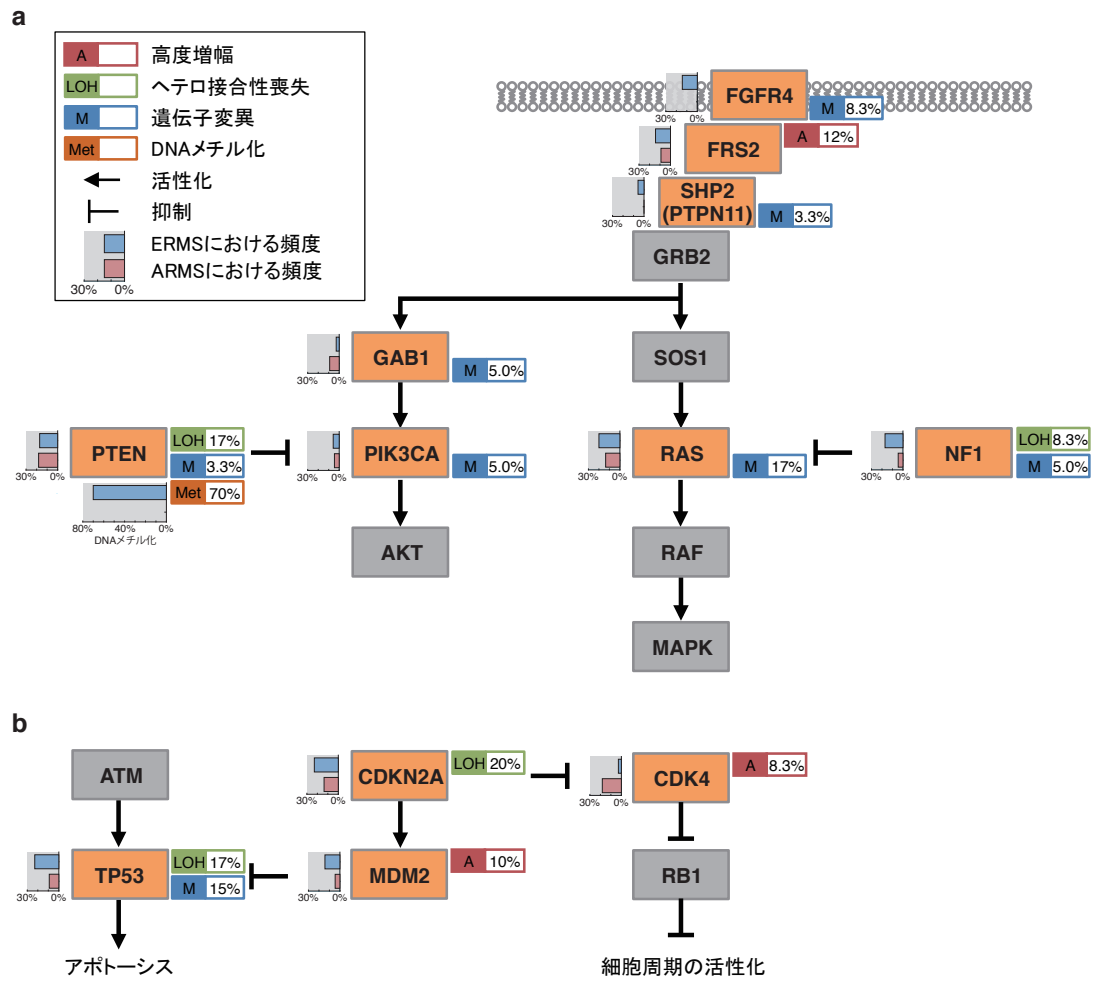 a
A 高度増幅
LOH ヘテロ接合性喪失
M 遺伝子変異
Met DNAメチル化
活性化
抑制
ERMSにおける頻度
ARMSにおける頻度
30% 0%
FGFR4
30% 0%
M 8.3%
FRS2
A 12%
30% 0%
SHP2
(PTPN11)
30% 0%
M 3.3%
GRB2
GAB1
30% 0%
M 5.0%
SOS1
PTEN
30% 0%
LOH 17%
M 3.3%
Met 70%
80% 40% 0%
DNAメチル化
PIK3CA
30% 0%
M 5.0%
RAS
30% 0%
M 17%
NF1
30% 0%
LOH 8.3%
M 5.0%
AKT
RAF
MAPK
b
ATM
CDKN2A
30% 0%
LOH 20%
CDK4
30% 0%
A 8.3%
TP53
30% 0%
LOH 17%
M 15%
MDM2
30% 0%
A 10%
RB1
アポトーシス
細胞周期の活性化